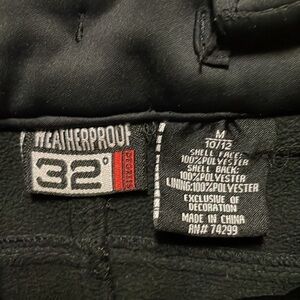 WEATHERPROOF
32°
DEGREES
M
10/12
SHELL FACE:
100%POLYESTER
SHELL BACK:
100%POLYESTER
LINING:100%POLYESTER
EXCLUSIVE OF
DECORATION
MADE IN CHINA
RN# 74299